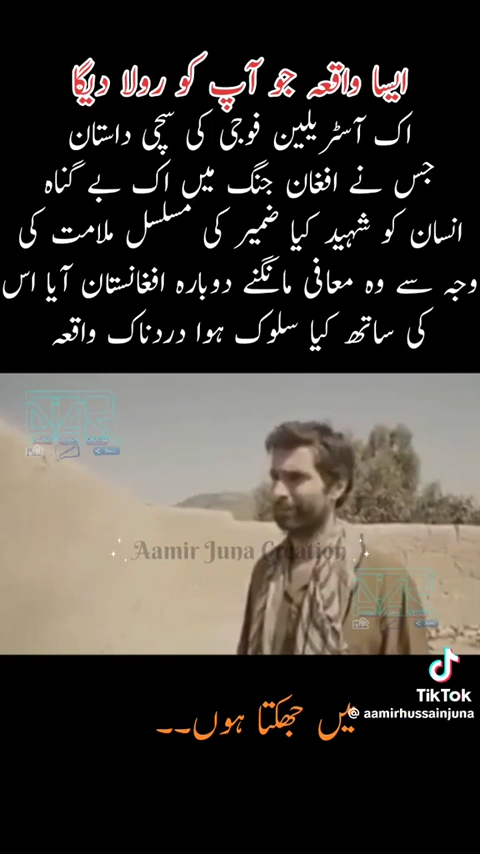 ایسا واقعہ جو آپ کو رولا دیگا
اک آسٹریلین فوجی کی سچی داستان
جس نے افغان جنگ میں اک بے گناہ
انسان کو شہید کیا ضمیر کی مسلسل ملامت کی
وجہ سے وہ معافی مانگنے دوبارہ افغانستان آیا اس
کی ساتھ کیا سلوک ہوا دردناک واقعہ
Aamir Juna Creation
TikTok
@ aamirhussainjuna
میں جھکتا ہوں۔۔